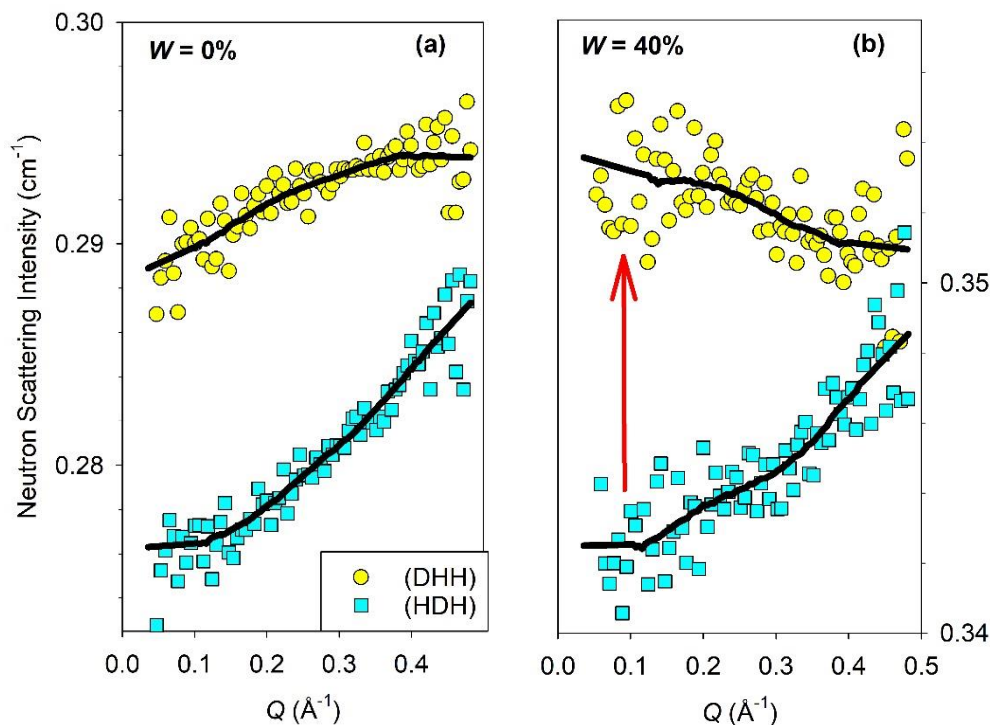 0.30
W = 0%
(a)
0.29
0.28
Neutron Scattering Intensity (cm-1)
(DHH)
(HDH)
0.0 0.1 0.2 0.3 0.4
Q (Å-1)
W = 40%
(b)
0.35
0.34
0.0 0.1 0.2 0.3 0.4 0.5
Q (Å-1)